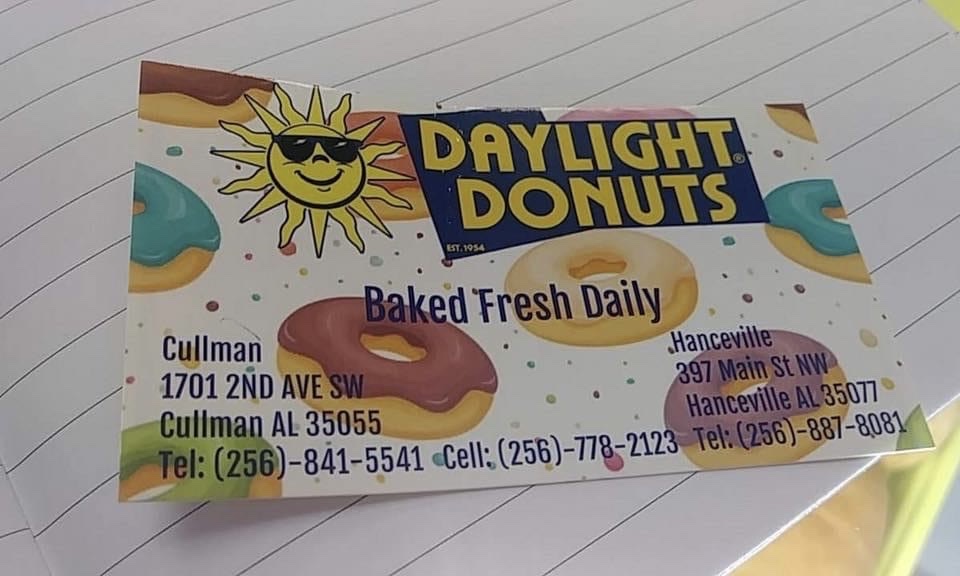 DAYLIGHT
DONUTS®
EST. 1954
Baked Fresh Daily
Cullman
1701 2ND AVE SW
Cullman AL 35055
Tel: (256)-841-5541
Cell: (256)-778-2123
Hanceville
397 Main St NW
Hanceville AL 35077
Tel: (256)-887-8081